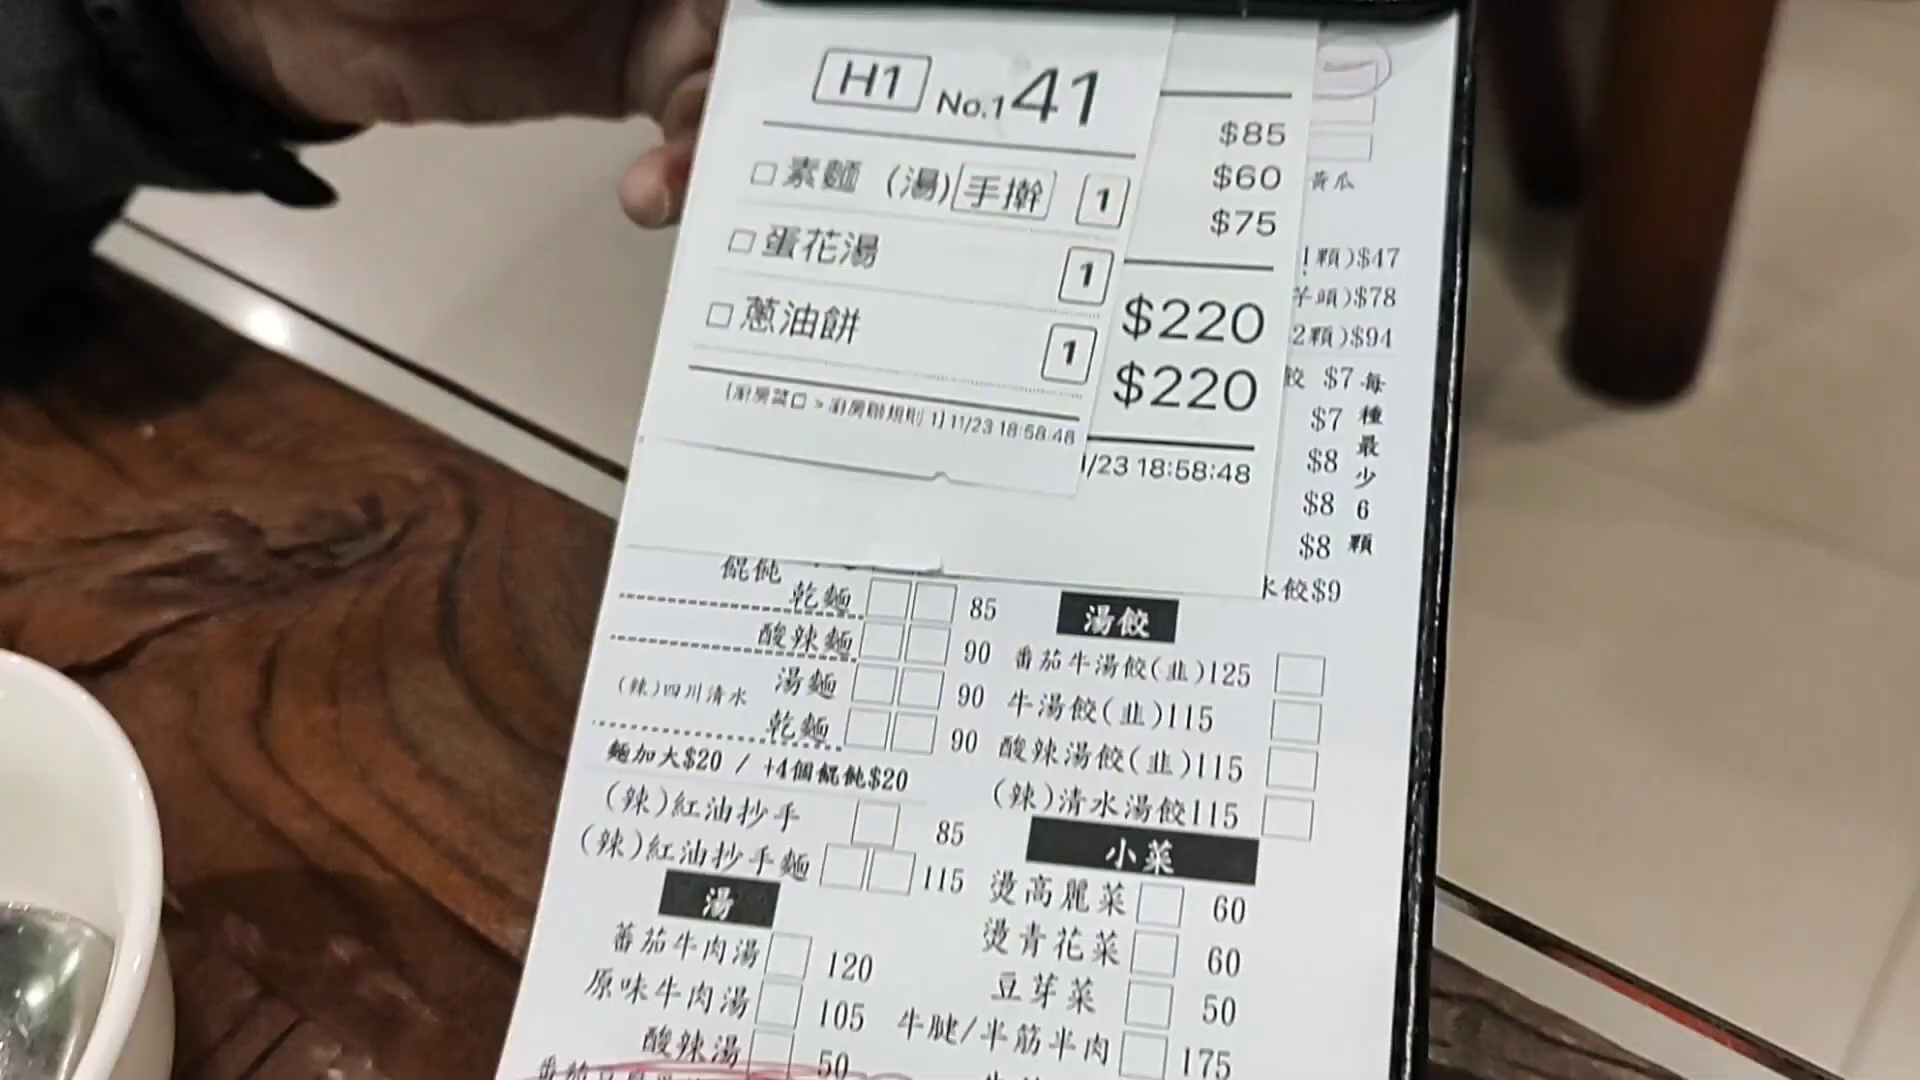 H1 No.141
素麵 (湯) 手擀 1
蛋花湯 1
蔥油餅 1
(廚房菜口 > 廚房聯規則 1) 11/23 18:58:48
$85
$60
$75
$220
$220
/23 18:58:48
黃瓜
1顆)$47
芋頭)$78
2顆)$94
餃 $7
$7
$8
$8
$8
每種最少6顆
水餃$9
餛飩
乾麵 85
酸辣麵 90
(辣)四川清水 湯麵 90
乾麵 90
麵加大$20 / +4個餛飩$20
(辣)紅油抄手 85
(辣)紅油抄手麵 115
湯
番茄牛肉湯 120
原味牛肉湯 105
酸辣湯 50
湯餃
番茄牛湯餃(韭)125
牛湯餃(韭)115
酸辣湯餃(韭)115
(辣)清水湯餃115
小菜
燙高麗菜 60
燙青花菜 60
豆芽菜 50
牛腱/半筋半肉 175